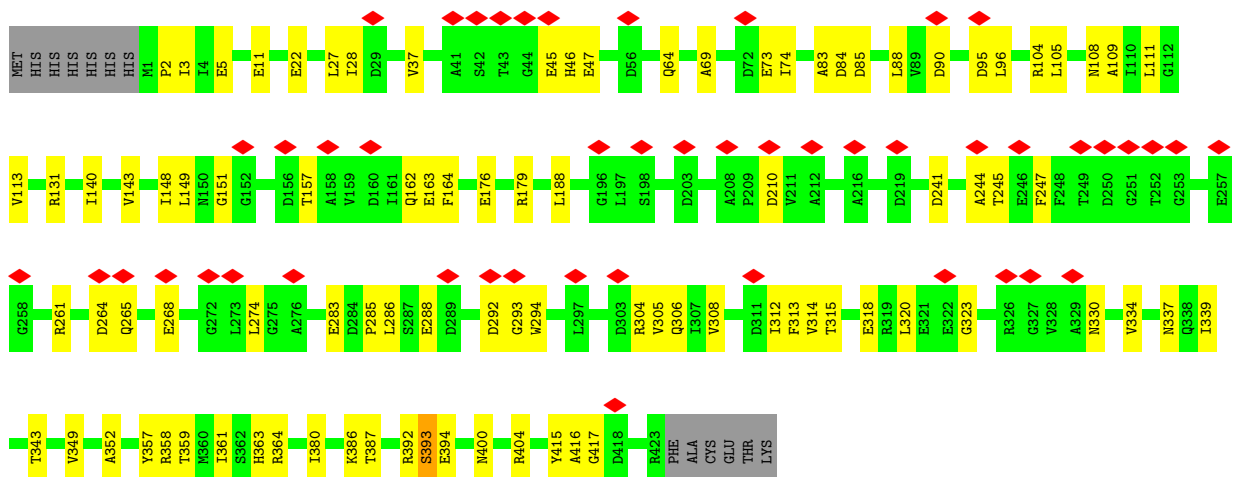 MET HIS HIS HIS HIS HIS HIS M1 P2 I3 I4 E5 E11 E22 L27 I28 D29 V37 A41 S42 T43 G44 E45 H46 E47 D56 Q64 A69 D72 E73 I74 A83 D84 D85 L88 V89 D90 D95 L96 R104 L105 N108 A109 I110 L111 G112
V113 R131 I140 V143 I148 L149 N150 G151 G152 D156 T157 A158 V159 D160 I161 Q162 E163 F164 E176 R179 L188 G196 L197 S198 D203 A208 P209 D210 V211 A212 A216 D219 D241 A244 T245 E246 F247 F248 T249 D250 G251 T252 G253 E257
G258 R261 D264 Q265 E268 G272 L273 L274 G275 A276 E283 D284 P285 L286 S287 E288 D289 D292 G293 W294 L297 D303 R304 V305 Q306 I307 V308 D311 I312 F313 V314 T315 E318 R319 L320 E321 E322 G323 R326 G327 V328 A329 N330 V334 N337 Q338 I339
T343 V349 A352 Y357 R358 T359 M360 I361 S362 H363 R364 I380 K386 T387 R392 S393 E394 N400 R404 Y415 A416 G417 D418 R423 PHE ALA CYS GLU THR LYS